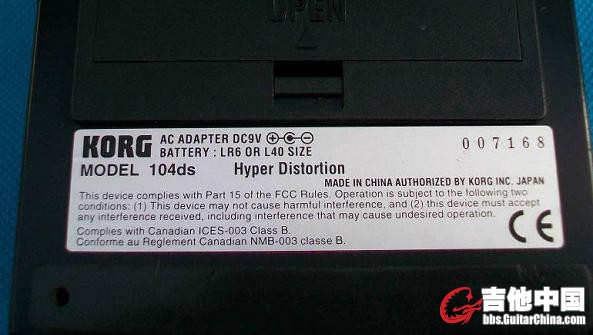 OPEN
KORG AC ADAPTER DC9V
BATTERY : LR6 OR L40 SIZE
007168
MODEL 104ds Hyper Distortion
MADE IN CHINA AUTHORIZED BY KORG INC. JAPAN
This device complies with Part 15 of the FCC Rules. Operation is subject to the following two
conditions: (1) This device may not cause harmful interference, and (2) this device must accept
any interference received, including interference that may cause undesired operation.
Complies with Canadian ICES-003 Class B.
Conforme au Reglement Canadien NMB-003 classe B.
CE
吉他中国
bbs.GuitarChina.com